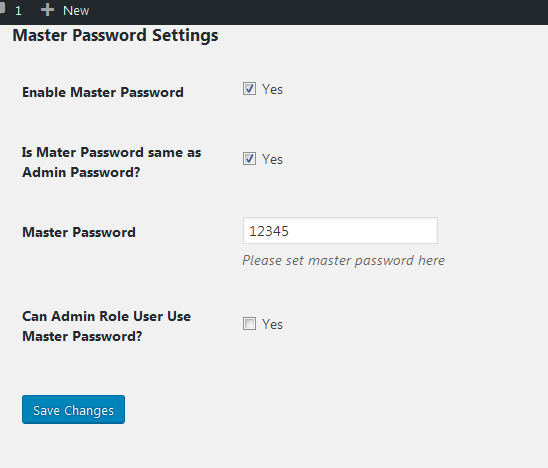 1 New
Master Password Settings
Enable Master Password Yes
Is Mater Password same as
Admin Password? Yes
Master Password 12345
Please set master password here
Can Admin Role User Use
Master Password? Yes
Save Changes